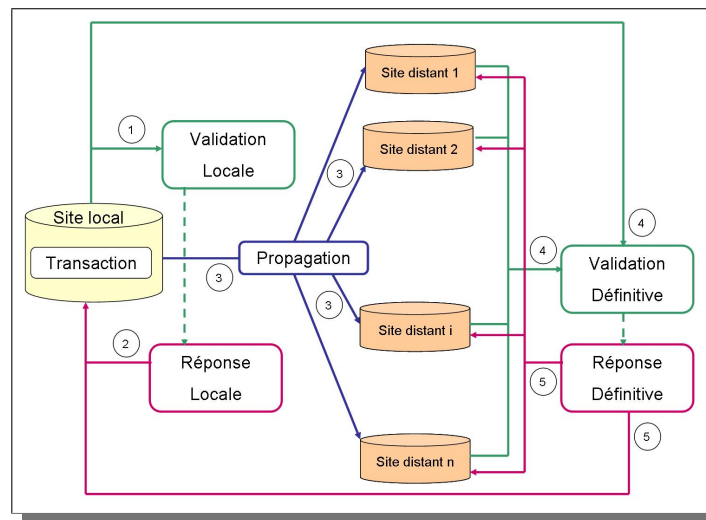 Site distant 1
1
Validation
Locale
Site distant 2
3
Site local
Transaction
3
Propagation
3
4
4
Validation
Définitive
2
Réponse
Locale
Site distant i
5
Réponse
Définitive
5
Site distant n